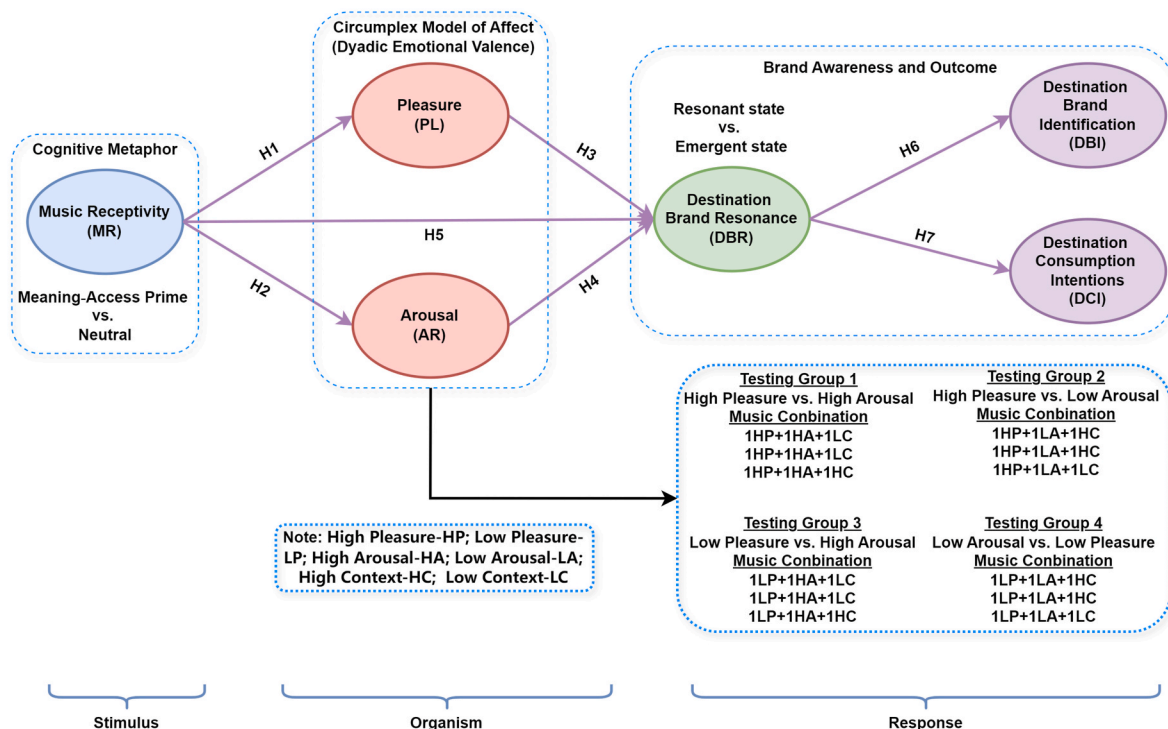 Circumplex Model of Affect
(Dyadic Emotional Valence)
Brand Awareness and Outcome
Cognitive Metaphor
Music Receptivity
(MR)
Meaning-Access Prime
vs.
Neutral
H1
H2
Pleasure
(PL)
Arousal
(AR)
H3
H5
H4
Resonant state
vs.
Emergent state
Destination
Brand Resonance
(DBR)
H6
H7
Destination
Brand
Identification
(DBI)
Destination
Consumption
Intentions
(DCI)
Testing Group 1
High Pleasure vs. High Arousal
Music Conbination
1HP+1HA+1LC
1HP+1HA+1LC
1HP+1HA+1HC
Testing Group 2
High Pleasure vs. Low Arousal
Music Conbination
1HP+1LA+1HC
1HP+1LA+1HC
1HP+1LA+1LC
Testing Group 3
Low Pleasure vs. High Arousal
Music Conbination
1LP+1HA+1LC
1LP+1HA+1LC
1LP+1HA+1HC
Testing Group 4
Low Arousal vs. Low Pleasure
Music Conbination
1LP+1LA+1HC
1LP+1LA+1HC
1LP+1LA+1LC
Note: High Pleasure-HP; Low Pleasure-
LP; High Arousal-HA; Low Arousal-LA;
High Context-HC; Low Context-LC
Stimulus
Organism
Response